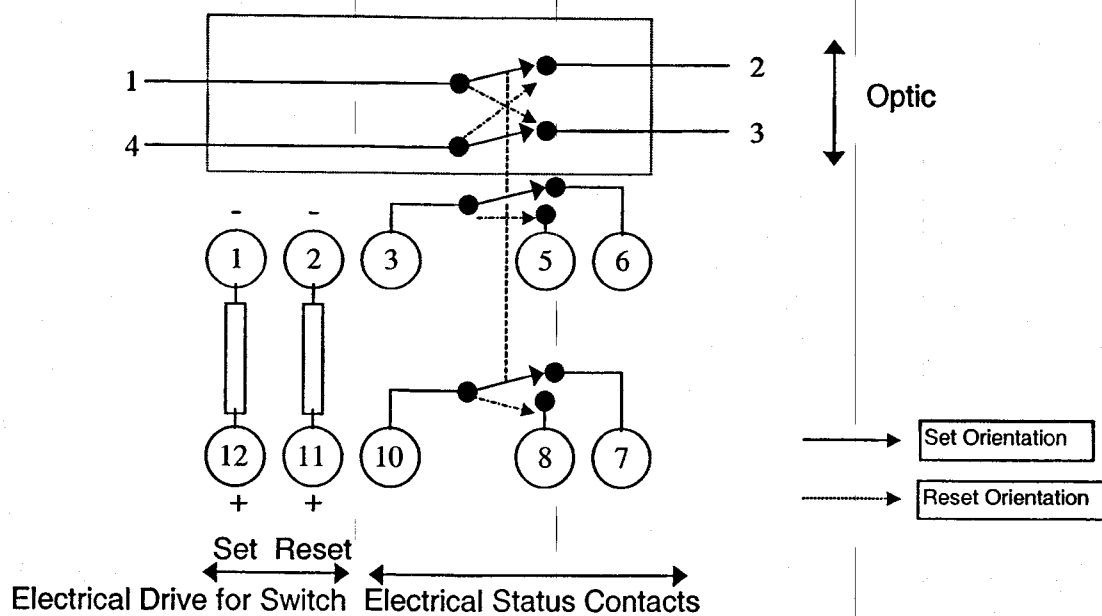 1
2
Optic
4
3
- -
1 2 3 5 6
12 11 10 8 7
+ +
Set Orientation
Reset Orientation
Set Reset
Electrical Drive for Switch Electrical Status Contacts